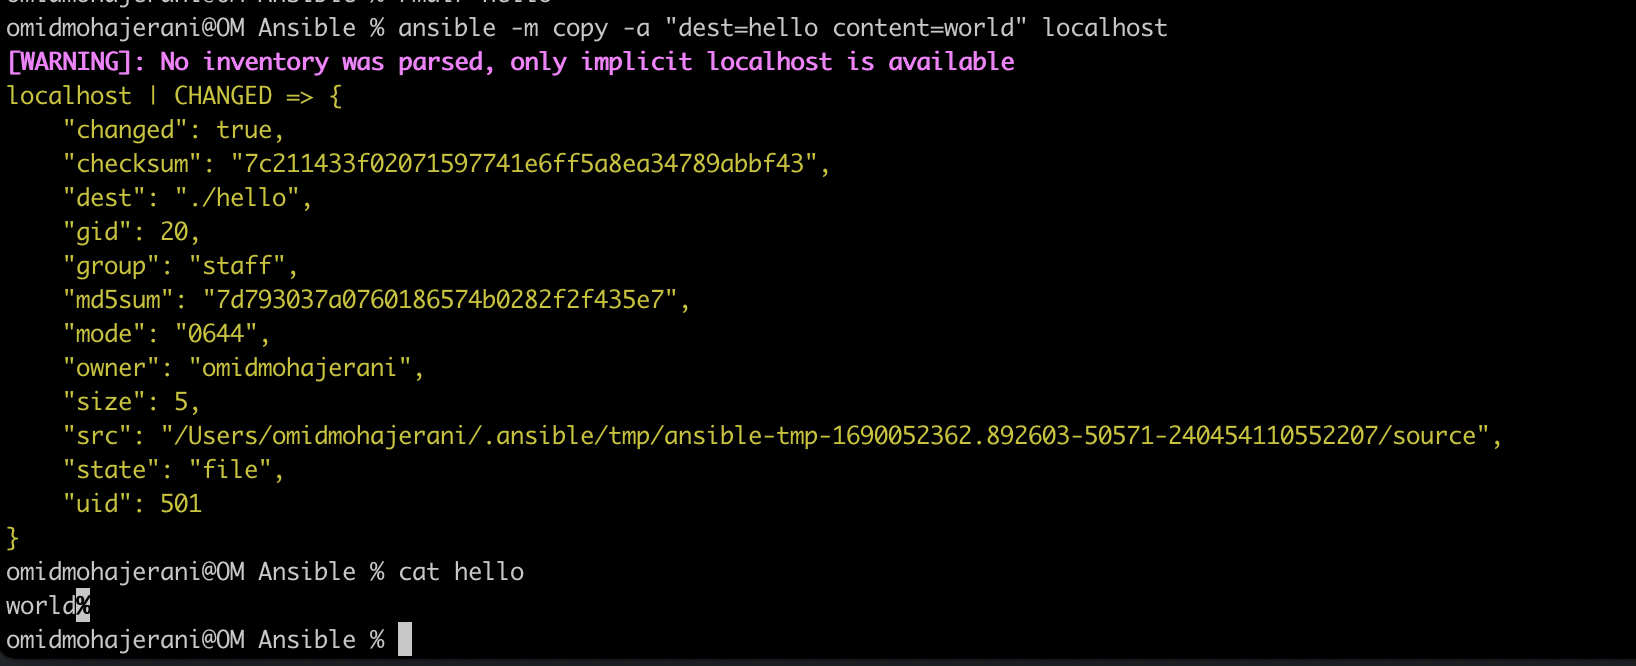 omidmohajerani@OM Ansible % ansible -m copy -a "dest=hello content=world" localhost
[WARNING]: No inventory was parsed, only implicit localhost is available
localhost | CHANGED => {
    "changed": true,
    "checksum": "7c211433f02071597741e6ff5a8ea34789abbf43",
    "dest": "./hello",
    "gid": 20,
    "group": "staff",
    "md5sum": "7d793037a0760186574b0282f2f435e7",
    "mode": "0644",
    "owner": "omidmohajerani",
    "size": 5,
    "src": "/Users/omidmohajerani/.ansible/tmp/ansible-tmp-1690052362.892603-50571-240454110552207/source",
    "state": "file",
    "uid": 501
}
omidmohajerani@OM Ansible % cat hello
world%
omidmohajerani@OM Ansible %